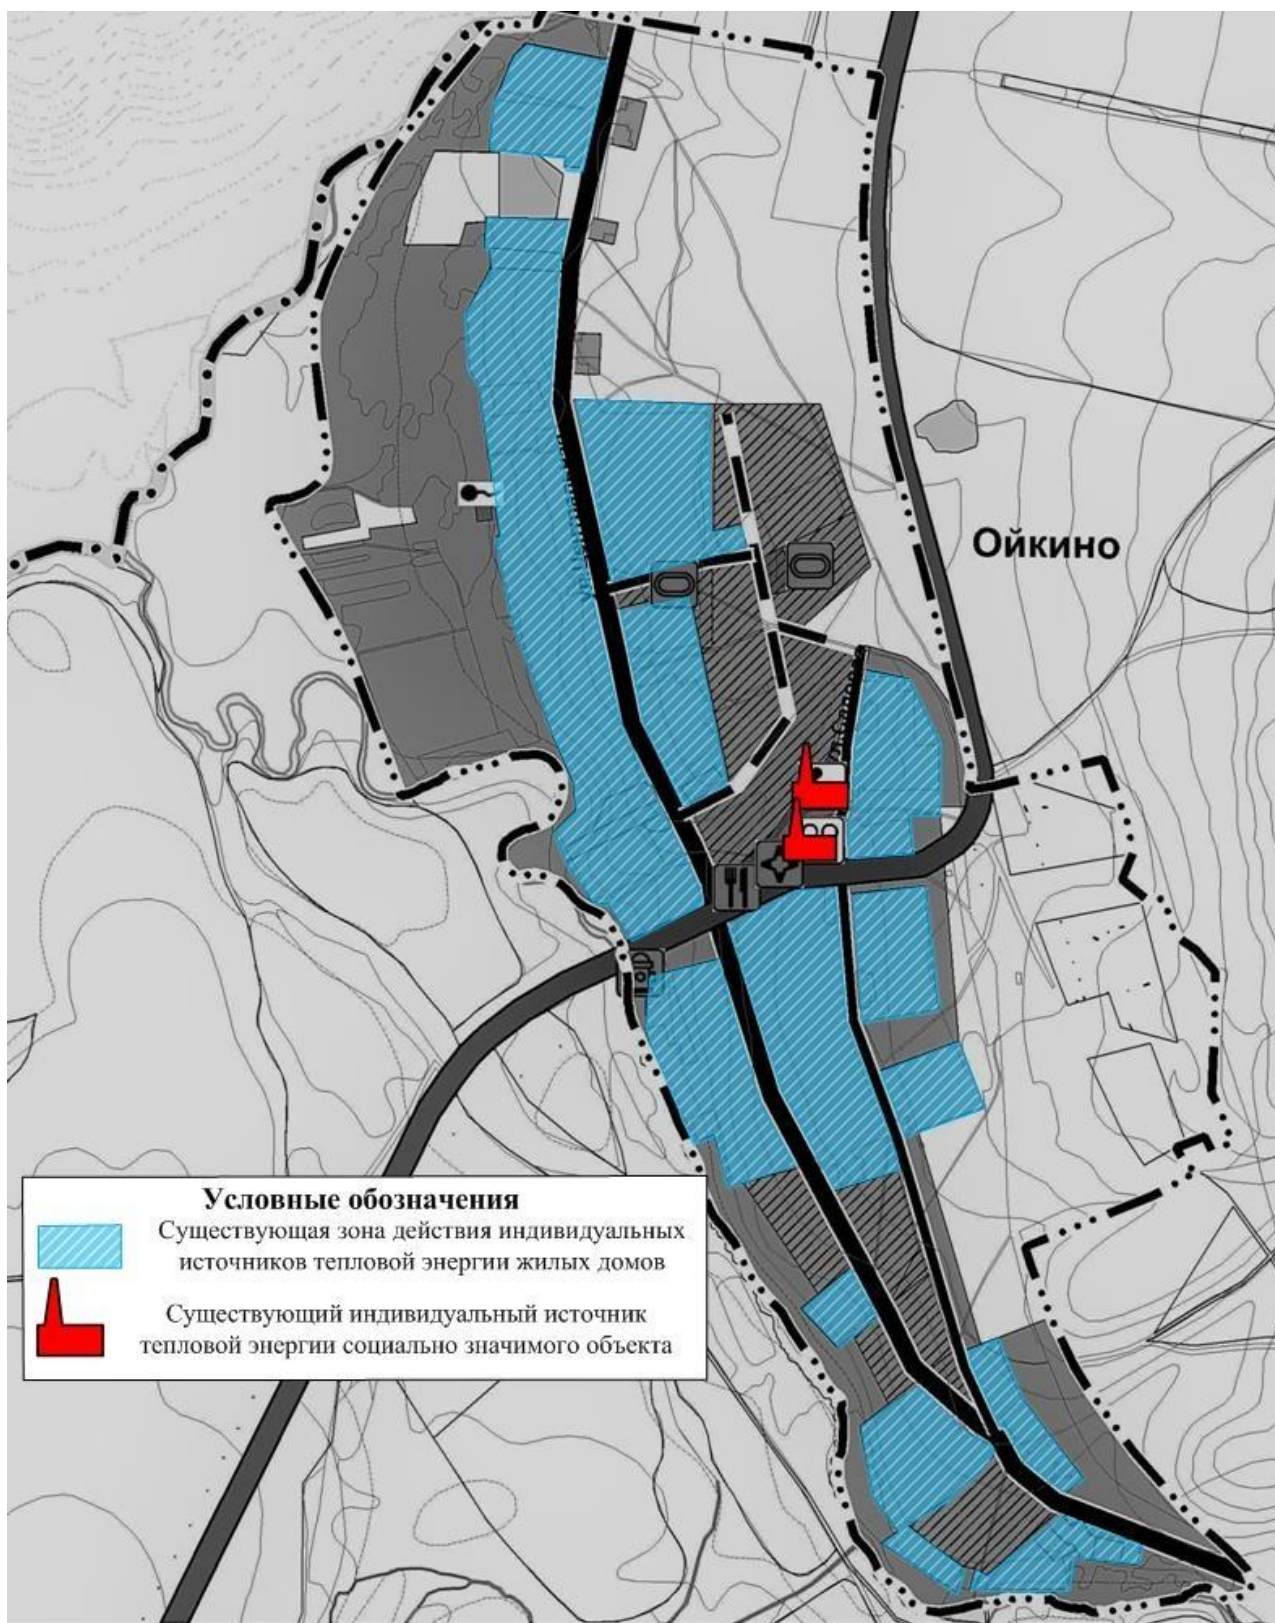 Ойкино
Условные обозначения
Существующая зона действия индивидуальных
источников тепловой энергии жилых домов
Существующий индивидуальный источник
тепловой энергии социально значимого объекта